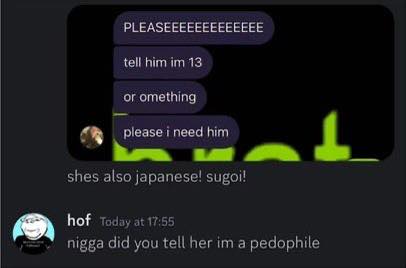 PLEASEEEEEEEEEEEEE
tell him im 13
or omething
please i need him
brat
shes also japanese! sugoi!
hof Today at 17:55
nigga did you tell her im a pedophile